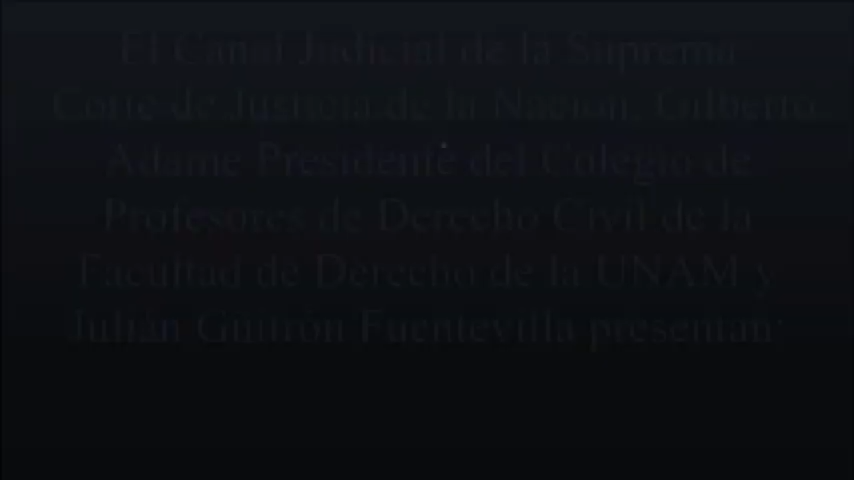 El Canal Judicial de la Suprema
Corte de Justicia de la Nación, Gilberto
Adame Presidente del Colegio de
Profesores de Derecho Civil de la
Facultad de Derecho de la UNAM y
Julián Güitrón Fuentevilla presentan: